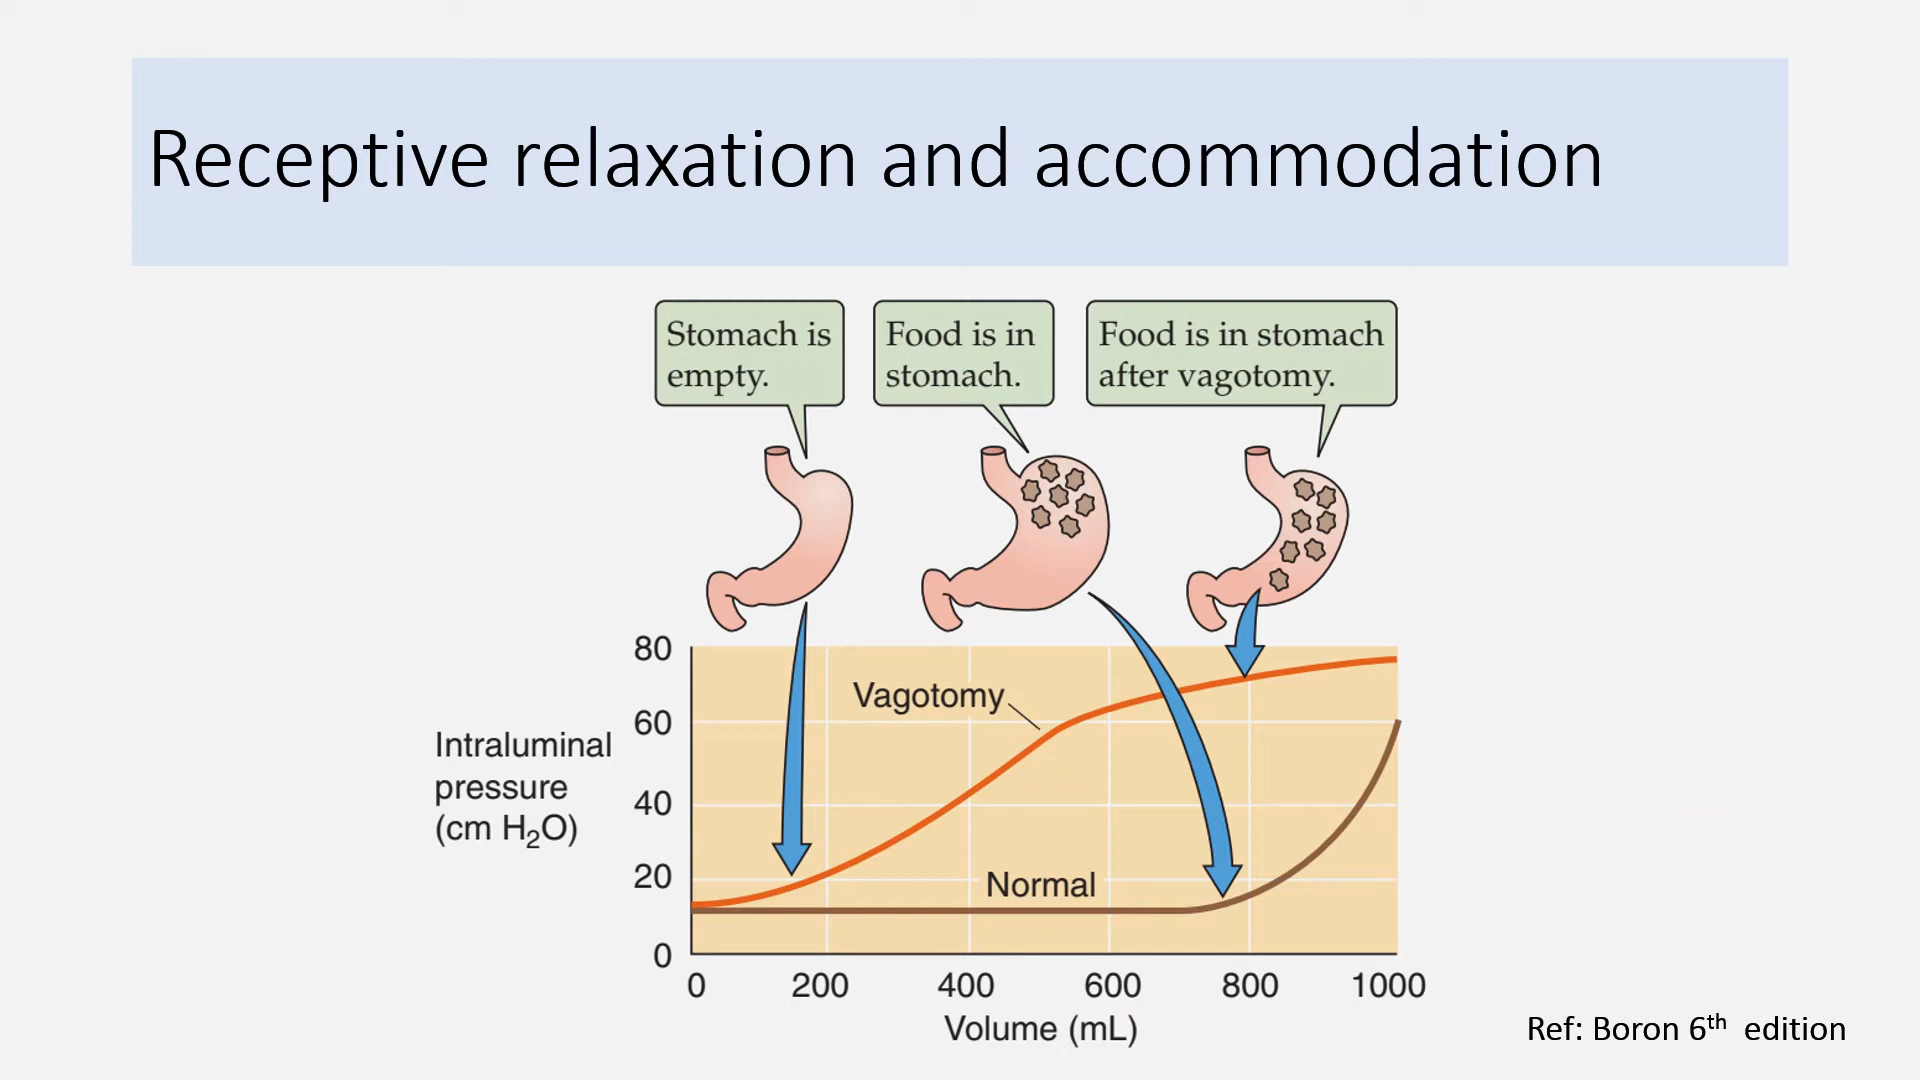 Receptive relaxation and accommodation
Stomach is
empty.
Food is in
stomach.
Food is in stomach
after vagotomy.
80
60
40
20
0
Intraluminal
pressure
(cm H₂O)
Vagotomy
Normal
0 200 400 600 800 1000
Volume (mL)
Ref: Boron 6th edition